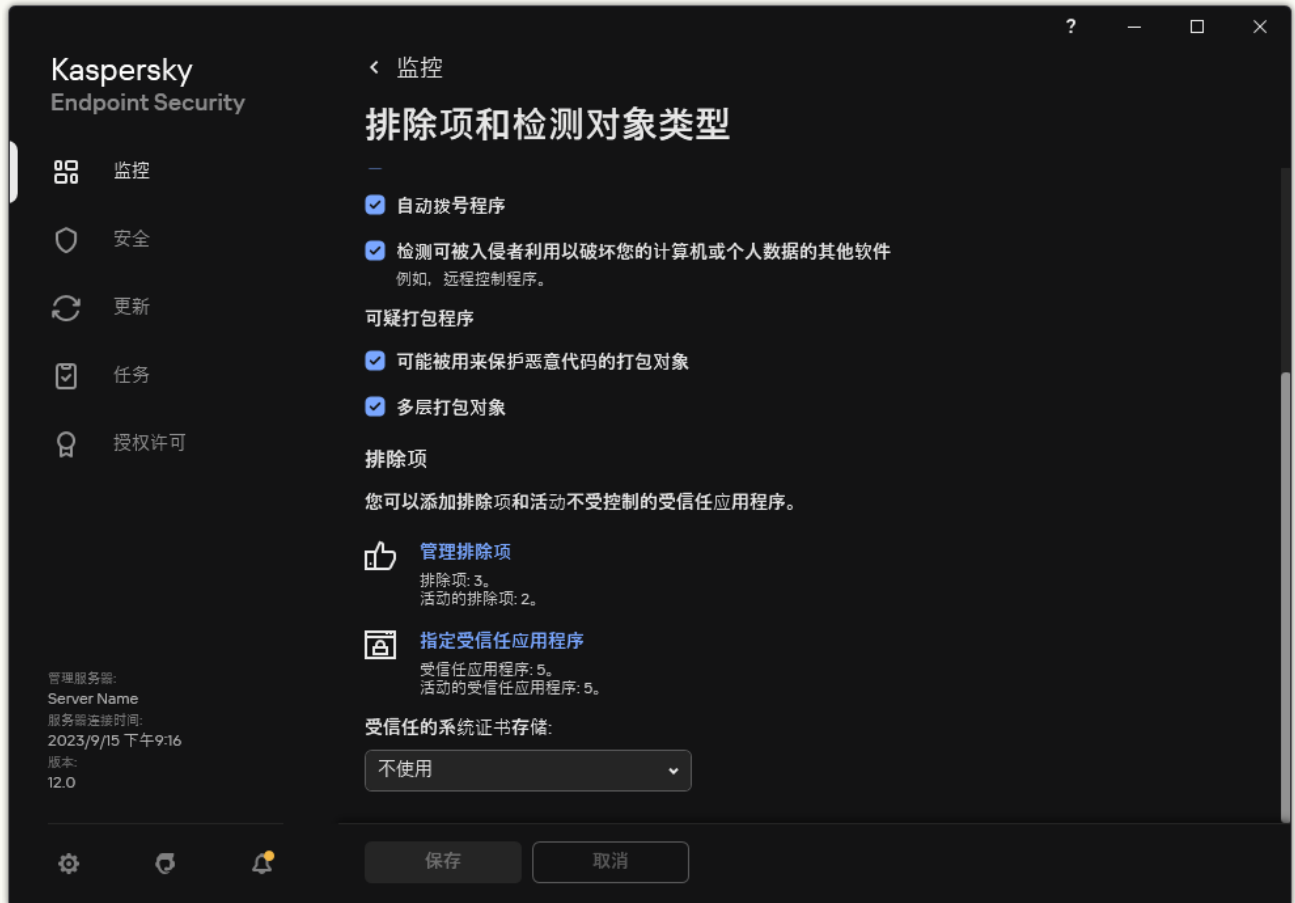 ?
Kaspersky
Endpoint Security
监控
安全
更新
任务
授权许可
管理服务器:
Server Name
服务器连接时间:
2023/9/15 下午9:16
版本:
12.0
监控
排除项和检测对象类型
自动拨号程序
检测可被入侵者利用以破坏您的计算机或个人数据的其他软件
例如，远程控制程序。
可疑打包程序
可能被用来保护恶意代码的打包对象
多层打包对象
排除项
您可以添加排除项和活动不受控制的受信任应用程序。
管理排除项
排除项: 3。
活动的排除项: 2。
指定受信任应用程序
受信任应用程序: 5。
活动的受信任应用程序: 5。
受信任的系统证书存储:
不使用
保存
取消